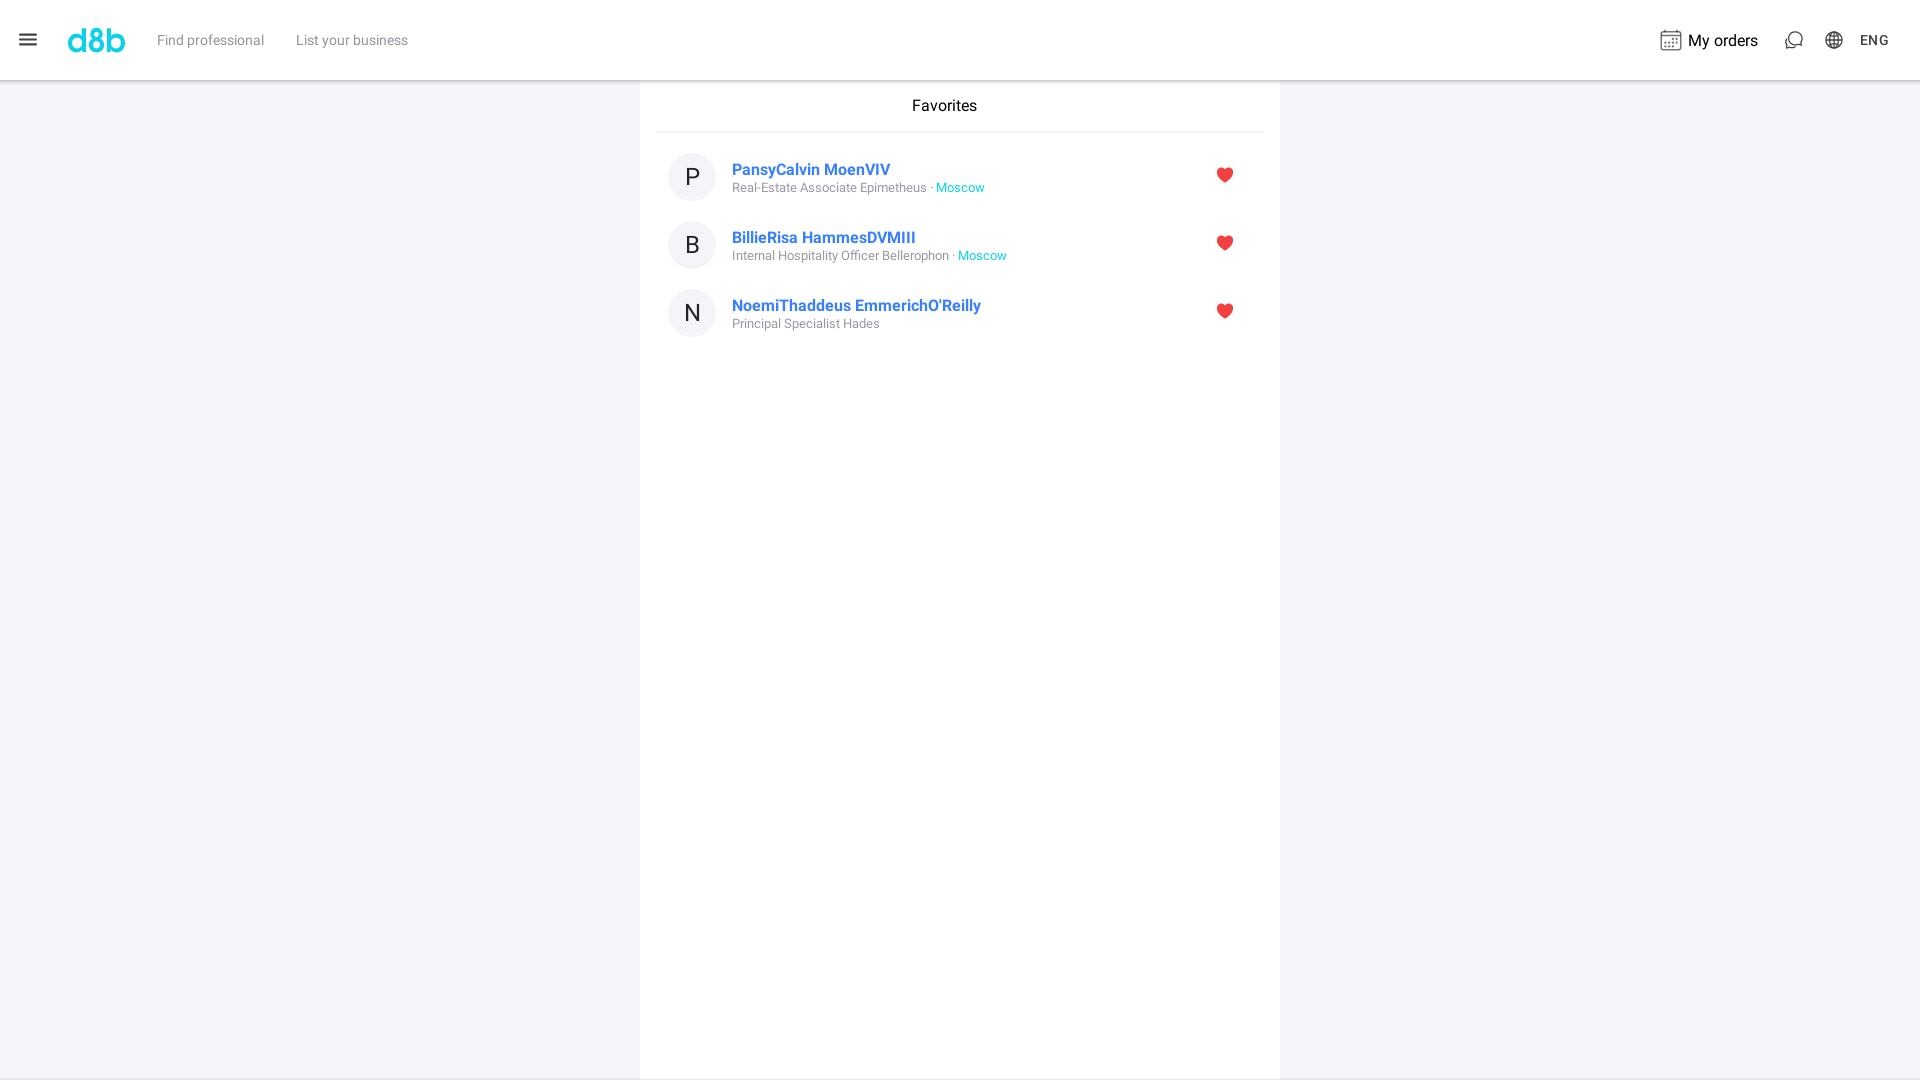 d8b
Find professional
List your business
My orders
ENG
Favorites
P
PansyCalvin MoenVIV
Real-Estate Associate Epimetheus · Moscow
B
BillieRisa HammesDVMIII
Internal Hospitality Officer Bellerophon · Moscow
N
NoemiThaddeus EmmerichO'Reilly
Principal Specialist Hades